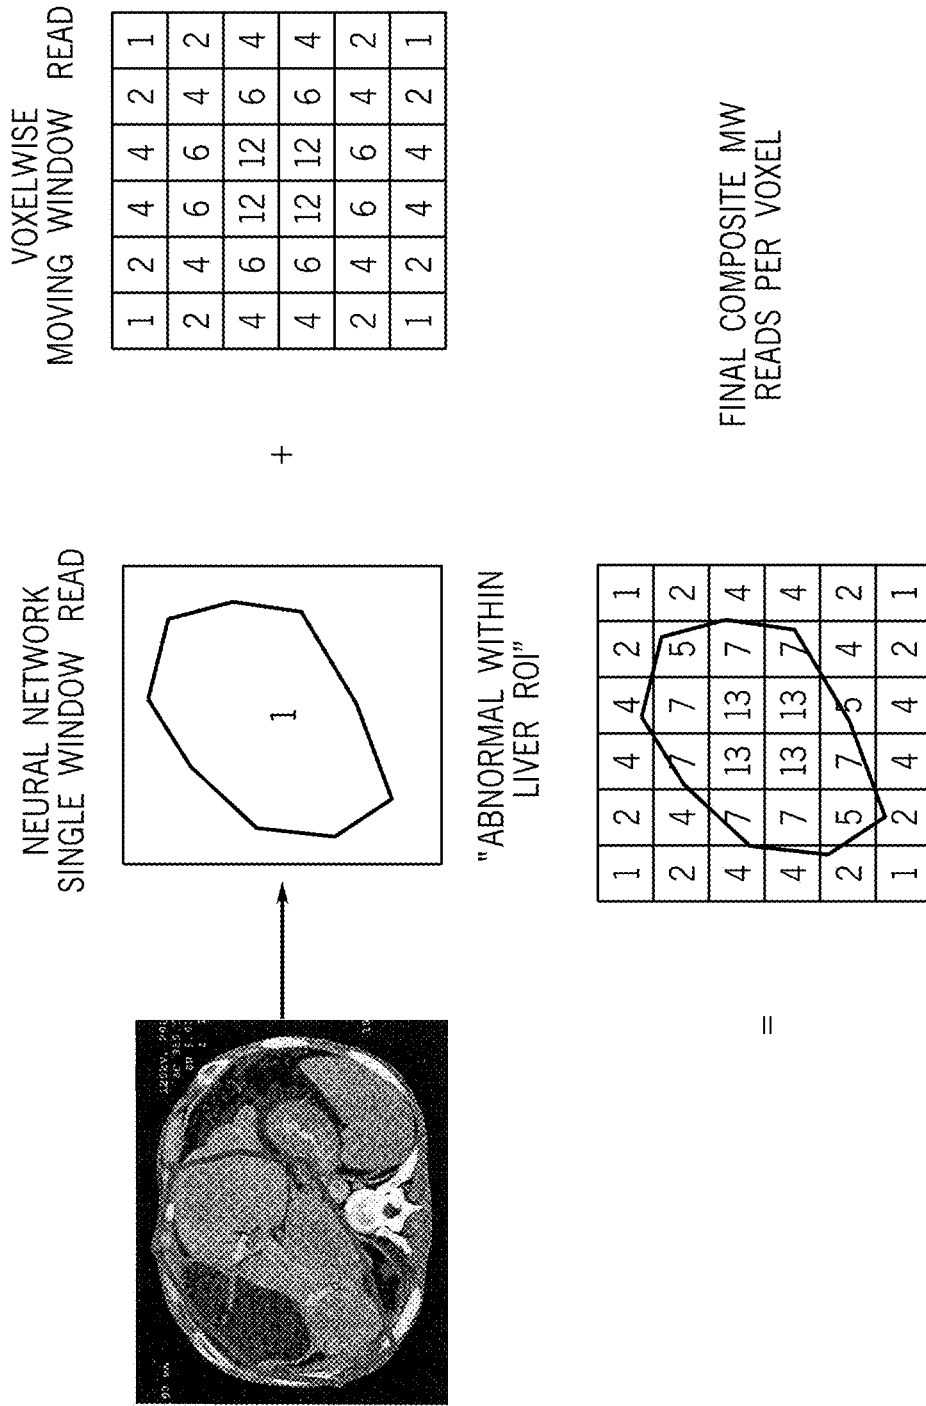 NEURAL NETWORK
SINGLE WINDOW READ
1
"ABNORMAL WITHIN
LIVER ROI"
+
VOXELWISE
MOVING WINDOW READ
1 2 4 4 2 1
2 4 6 6 4 2
4 6 12 12 6 4
4 6 12 12 6 4
2 4 6 6 4 2
1 2 4 4 2 1
=
1 2 4 4 2 1
2 4 7 7 5 2
4 7 13 13 7 4
4 7 13 13 7 4
2 5 7 5 4 2
1 2 4 4 2 1
FINAL COMPOSITE MW
READS PER VOXEL